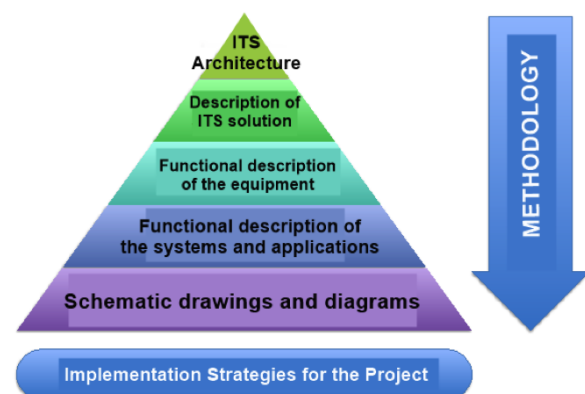 ITS
Architecture
Description of
ITS solution
Functional description
of the equipment
Functional description of
the systems and applications
Schematic drawings and diagrams
Implementation Strategies for the Project
METHODOLOGY